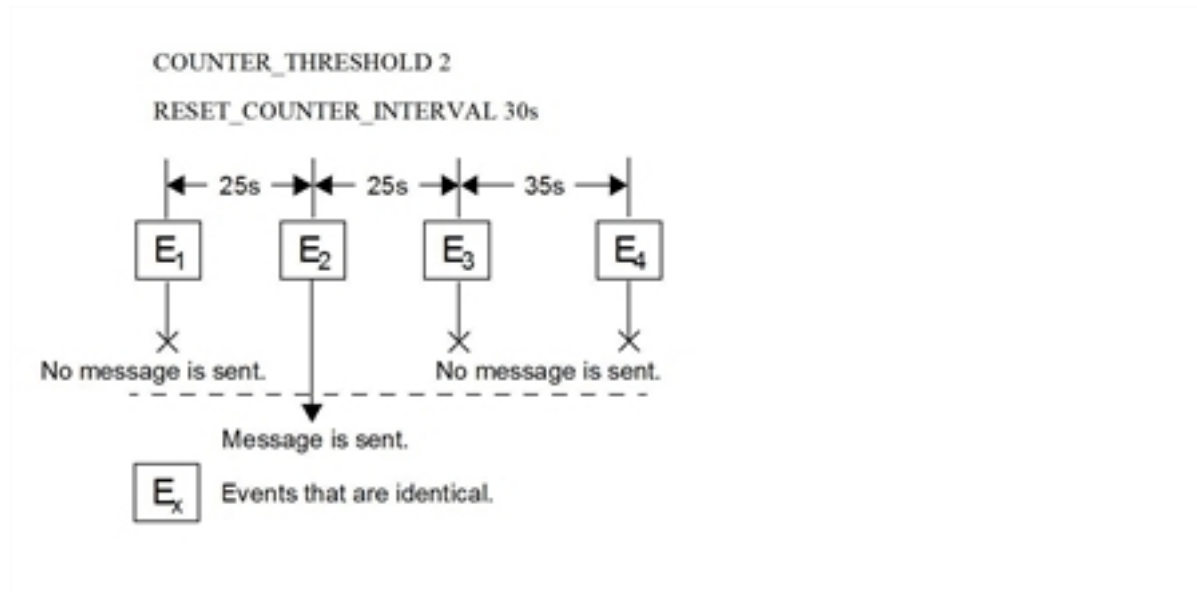 COUNTER_THRESHOLD 2
RESET_COUNTER_INTERVAL 30s
25s 25s 35s
E1 E2 E3 E4
No message is sent. No message is sent.
Message is sent.
Ex Events that are identical.